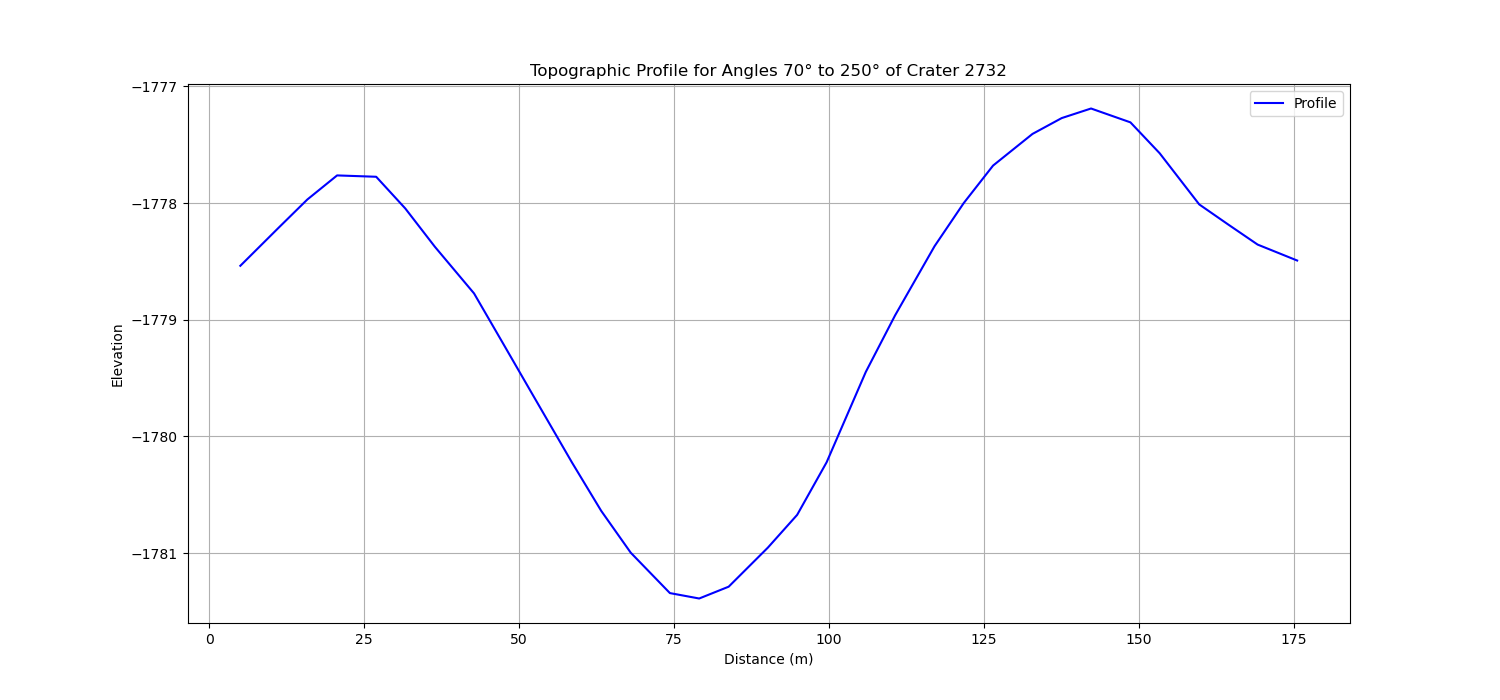 Topographic Profile for Angles 70° to 250° of Crater 2732
Profile
−1777
−1778
−1779
−1780
−1781
Elevation
0 25 50 75 100 125 150 175
Distance (m)